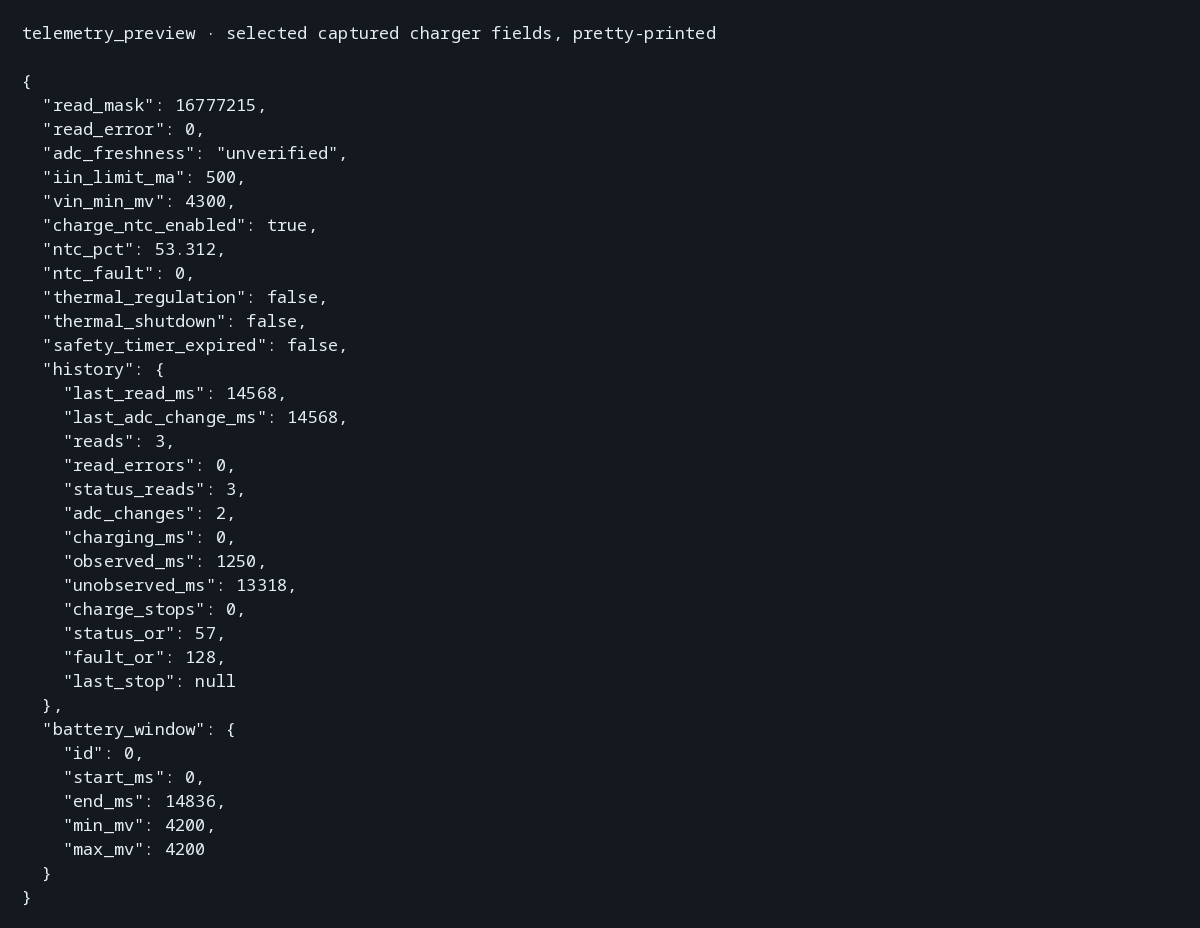 telemetry_preview · selected captured charger fields, pretty-printed
{
  "read_mask": 16777215,
  "read_error": 0,
  "adc_freshness": "unverified",
  "iin_limit_ma": 500,
  "vin_min_mv": 4300,
  "charge_ntc_enabled": true,
  "ntc_pct": 53.312,
  "ntc_fault": 0,
  "thermal_regulation": false,
  "thermal_shutdown": false,
  "safety_timer_expired": false,
  "history": {
    "last_read_ms": 14568,
    "last_adc_change_ms": 14568,
    "reads": 3,
    "read_errors": 0,
    "status_reads": 3,
    "adc_changes": 2,
    "charging_ms": 0,
    "observed_ms": 1250,
    "unobserved_ms": 13318,
    "charge_stops": 0,
    "status_or": 57,
    "fault_or": 128,
    "last_stop": null
  },
  "battery_window": {
    "id": 0,
    "start_ms": 0,
    "end_ms": 14836,
    "min_mv": 4200,
    "max_mv": 4200
  }
}